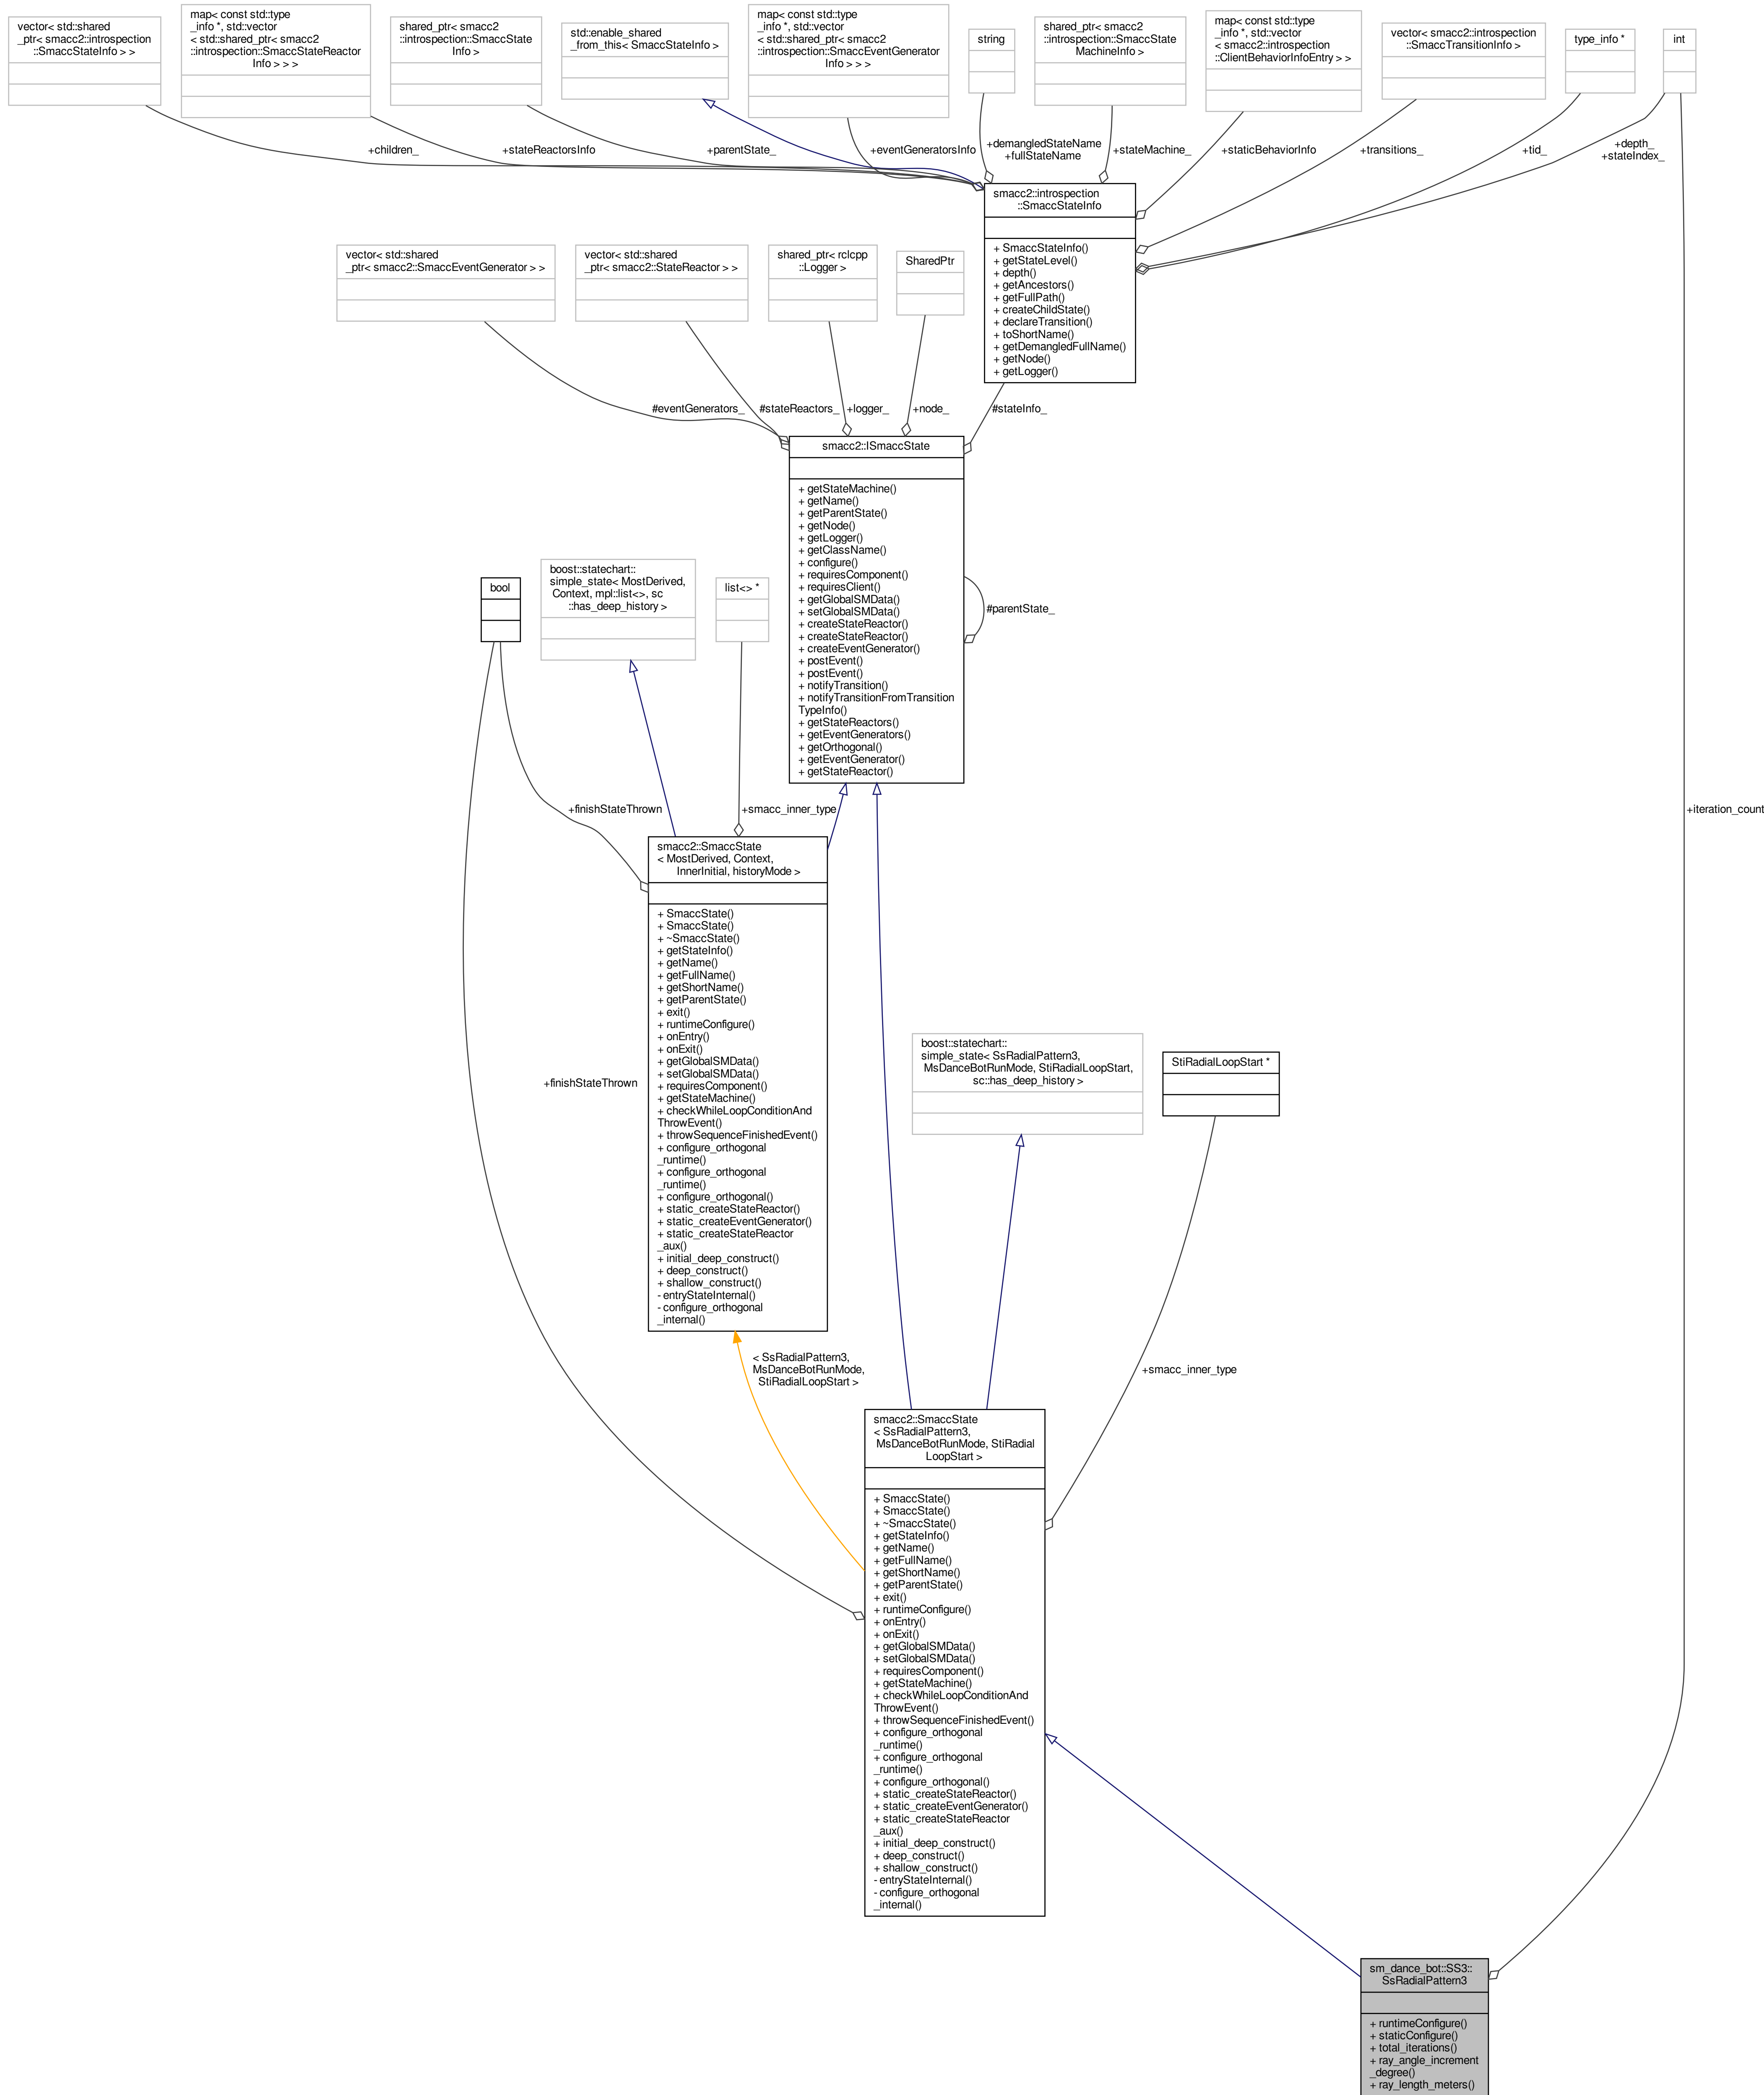 vector< std::shared
_ptr< smacc2::introspection
::SmaccStateInfo > >
map< const std::type
_info *, std::vector
< std::shared_ptr< smacc2
::introspection::SmaccStateReactor
Info > > >
shared_ptr< smacc2
::introspection::SmaccState
Info >
std::enable_shared
_from_this< SmaccStateInfo >
map< const std::type
_info *, std::vector
< std::shared_ptr< smacc2
::introspection::SmaccEventGenerator
Info > > >
string
shared_ptr< smacc2
::introspection::SmaccState
MachineInfo >
map< const std::type
_info *, std::vector
< smacc2::introspection
::ClientBehaviorInfoEntry > >
vector< smacc2::introspection
::SmaccTransitionInfo >
type_info *
int
+children_
+stateReactorsInfo
+parentState_
+eventGeneratorsInfo
+demangledStateName
+fullStateName
+stateMachine_
+staticBehaviorInfo
+transitions_
+tid_
+depth_
+stateIndex_
smacc2::introspection
::SmaccStateInfo
+ SmaccStateInfo()
+ getStateLevel()
+ depth()
+ getAncestors()
+ getFullPath()
+ createChildState()
+ declareTransition()
+ toShortName()
+ getDemangledFullName()
+ getNode()
+ getLogger()
vector< std::shared
_ptr< smacc2::SmaccEventGenerator > >
vector< std::shared
_ptr< smacc2::StateReactor > >
shared_ptr< rclcpp
::Logger >
SharedPtr
#eventGenerators_
#stateReactors_
+logger_
+node_
#stateInfo_
smacc2::ISmaccState
+ getStateMachine()
+ getName()
+ getParentState()
+ getNode()
+ getLogger()
+ getClassName()
+ configure()
+ requiresComponent()
+ requiresClient()
+ getGlobalSMData()
+ setGlobalSMData()
+ createStateReactor()
+ createStateReactor()
+ createEventGenerator()
+ postEvent()
+ postEvent()
+ notifyTransition()
+ notifyTransitionFromTransition
TypeInfo()
+ getStateReactors()
+ getEventGenerators()
+ getOrthogonal()
+ getEventGenerator()
+ getStateReactor()
#parentState_
bool
boost::statechart::
simple_state< MostDerived,
Context, mpl::list<>, sc
::has_deep_history >
list<> *
+finishStateThrown
+smacc_inner_type
+iteration_count
smacc2::SmaccState
< MostDerived, Context,
InnerInitial, historyMode >
+ SmaccState()
+ SmaccState()
+ ~SmaccState()
+ getStateInfo()
+ getName()
+ getFullName()
+ getShortName()
+ getParentState()
+ exit()
+ runtimeConfigure()
+ onEntry()
+ onExit()
+ getGlobalSMData()
+ setGlobalSMData()
+ requiresComponent()
+ getStateMachine()
+ checkWhileLoopConditionAnd
ThrowEvent()
+ throwSequenceFinishedEvent()
+ configure_orthogonal
_runtime()
+ configure_orthogonal
_runtime()
+ configure_orthogonal()
+ static_createStateReactor()
+ static_createEventGenerator()
+ static_createStateReactor
_aux()
+ initial_deep_construct()
+ deep_construct()
+ shallow_construct()
- entryStateInternal()
- configure_orthogonal
_internal()
+finishStateThrown
boost::statechart::
simple_state< SsRadialPattern3,
MsDanceBotRunMode, StiRadialLoopStart,
sc::has_deep_history >
StiRadialLoopStart *
< SsRadialPattern3,
MsDanceBotRunMode,
StiRadialLoopStart >
+smacc_inner_type
smacc2::SmaccState
< SsRadialPattern3,
MsDanceBotRunMode, StiRadial
LoopStart >
+ SmaccState()
+ SmaccState()
+ ~SmaccState()
+ getStateInfo()
+ getName()
+ getFullName()
+ getShortName()
+ getParentState()
+ exit()
+ runtimeConfigure()
+ onEntry()
+ onExit()
+ getGlobalSMData()
+ setGlobalSMData()
+ requiresComponent()
+ getStateMachine()
+ checkWhileLoopConditionAnd
ThrowEvent()
+ throwSequenceFinishedEvent()
+ configure_orthogonal
_runtime()
+ configure_orthogonal
_runtime()
+ configure_orthogonal()
+ static_createStateReactor()
+ static_createEventGenerator()
+ static_createStateReactor
_aux()
+ initial_deep_construct()
+ deep_construct()
+ shallow_construct()
- entryStateInternal()
- configure_orthogonal
_internal()
sm_dance_bot::SS3::
SsRadialPattern3
+ runtimeConfigure()
+ staticConfigure()
+ total_iterations()
+ ray_angle_increment
_degree()
+ ray_length_meters()